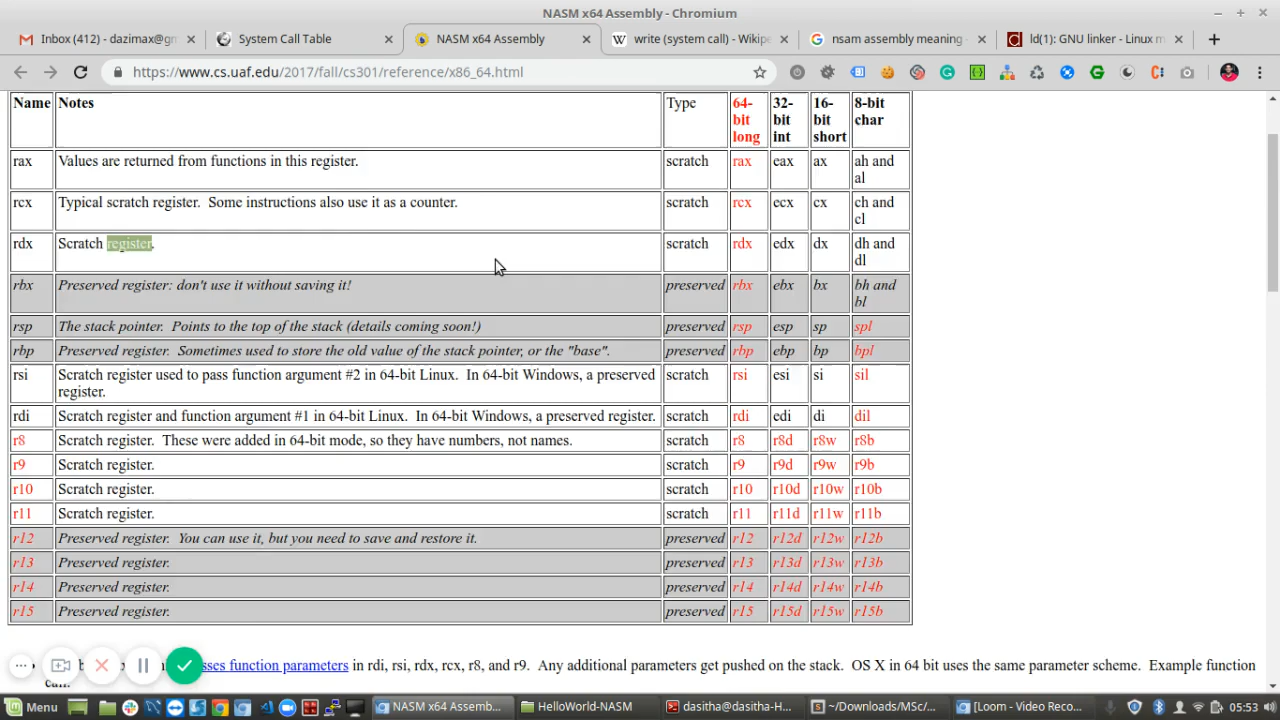 NASM x64 Assembly - Chromium
Inbox (412) - dazimax@gm
System Call Table
NASM x64 Assembly
write (system call) - Wikipe
nsam assembly meaning -
ld(1): GNU linker - Linux m
https://www.cs.uaf.edu/2017/fall/cs301/reference/x86_64.html
Name Notes Type 64-bit long 32-bit int 16-bit short 8-bit char
rax Values are returned from functions in this register. scratch rax eax ax ah and al
rcx Typical scratch register. Some instructions also use it as a counter. scratch rcx ecx cx ch and cl
rdx Scratch register. scratch rdx edx dx dh and dl
rbx Preserved register: don't use it without saving it! preserved rbx ebx bx bh and bl
rsp The stack pointer. Points to the top of the stack (details coming soon!) preserved rsp esp sp spl
rbp Preserved register. Sometimes used to store the old value of the stack pointer, or the "base". preserved rbp ebp bp bpl
rsi Scratch register used to pass function argument #2 in 64-bit Linux. In 64-bit Windows, a preserved register. scratch rsi esi si sil
rdi Scratch register and function argument #1 in 64-bit Linux. In 64-bit Windows, a preserved register. scratch rdi edi di dil
r8 Scratch register. These were added in 64-bit mode, so they have numbers, not names. scratch r8 r8d r8w r8b
r9 Scratch register. scratch r9 r9d r9w r9b
r10 Scratch register. scratch r10 r10d r10w r10b
r11 Scratch register. scratch r11 r11d r11w r11b
r12 Preserved register. You can use it, but you need to save and restore it. preserved r12 r12d r12w r12b
r13 Preserved register. preserved r13 r13d r13w r13b
r14 Preserved register. preserved r14 r14d r14w r14b
r15 Preserved register. preserved r15 r15d r15w r15b
sses function parameters in rdi, rsi, rdx, rcx, r8, and r9. Any additional parameters get pushed on the stack. OS X in 64 bit uses the same parameter scheme. Example function
call:
Menu
NASM x64 Assemb...
HelloWorld-NASM
dasitha@dasitha-H...
~/Downloads/MSc/...
[Loom - Video Reco...
05:53